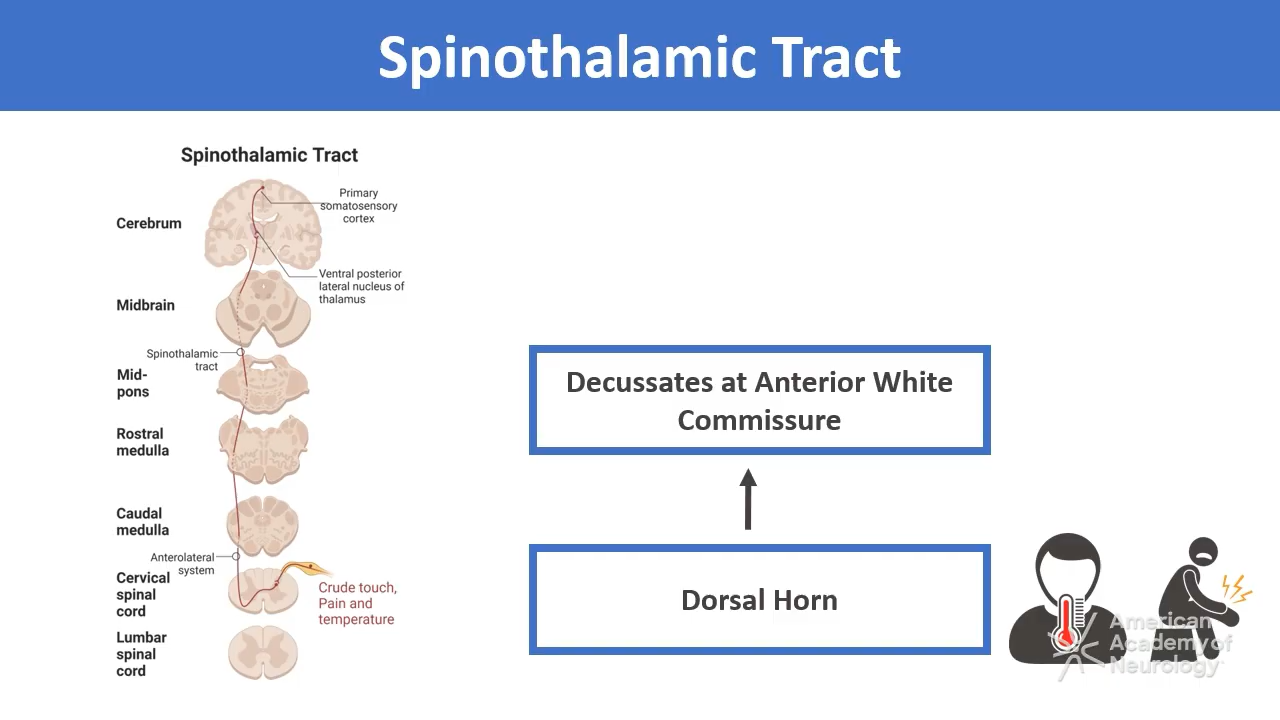 Spinothalamic Tract
Spinothalamic Tract
Cerebrum
Primary
somatosensory
cortex
Ventral posterior
lateral nucleus of
thalamus
Midbrain
Spinothalamic
tract
Mid-
pons
Rostral
medulla
Caudal
medulla
Anterolateral
system
Cervical
spinal
cord
Crude touch,
Pain and
temperature
Lumbar
spinal
cord
Decussates at Anterior White
Commissure
Dorsal Horn
American
Academy of
Neurology